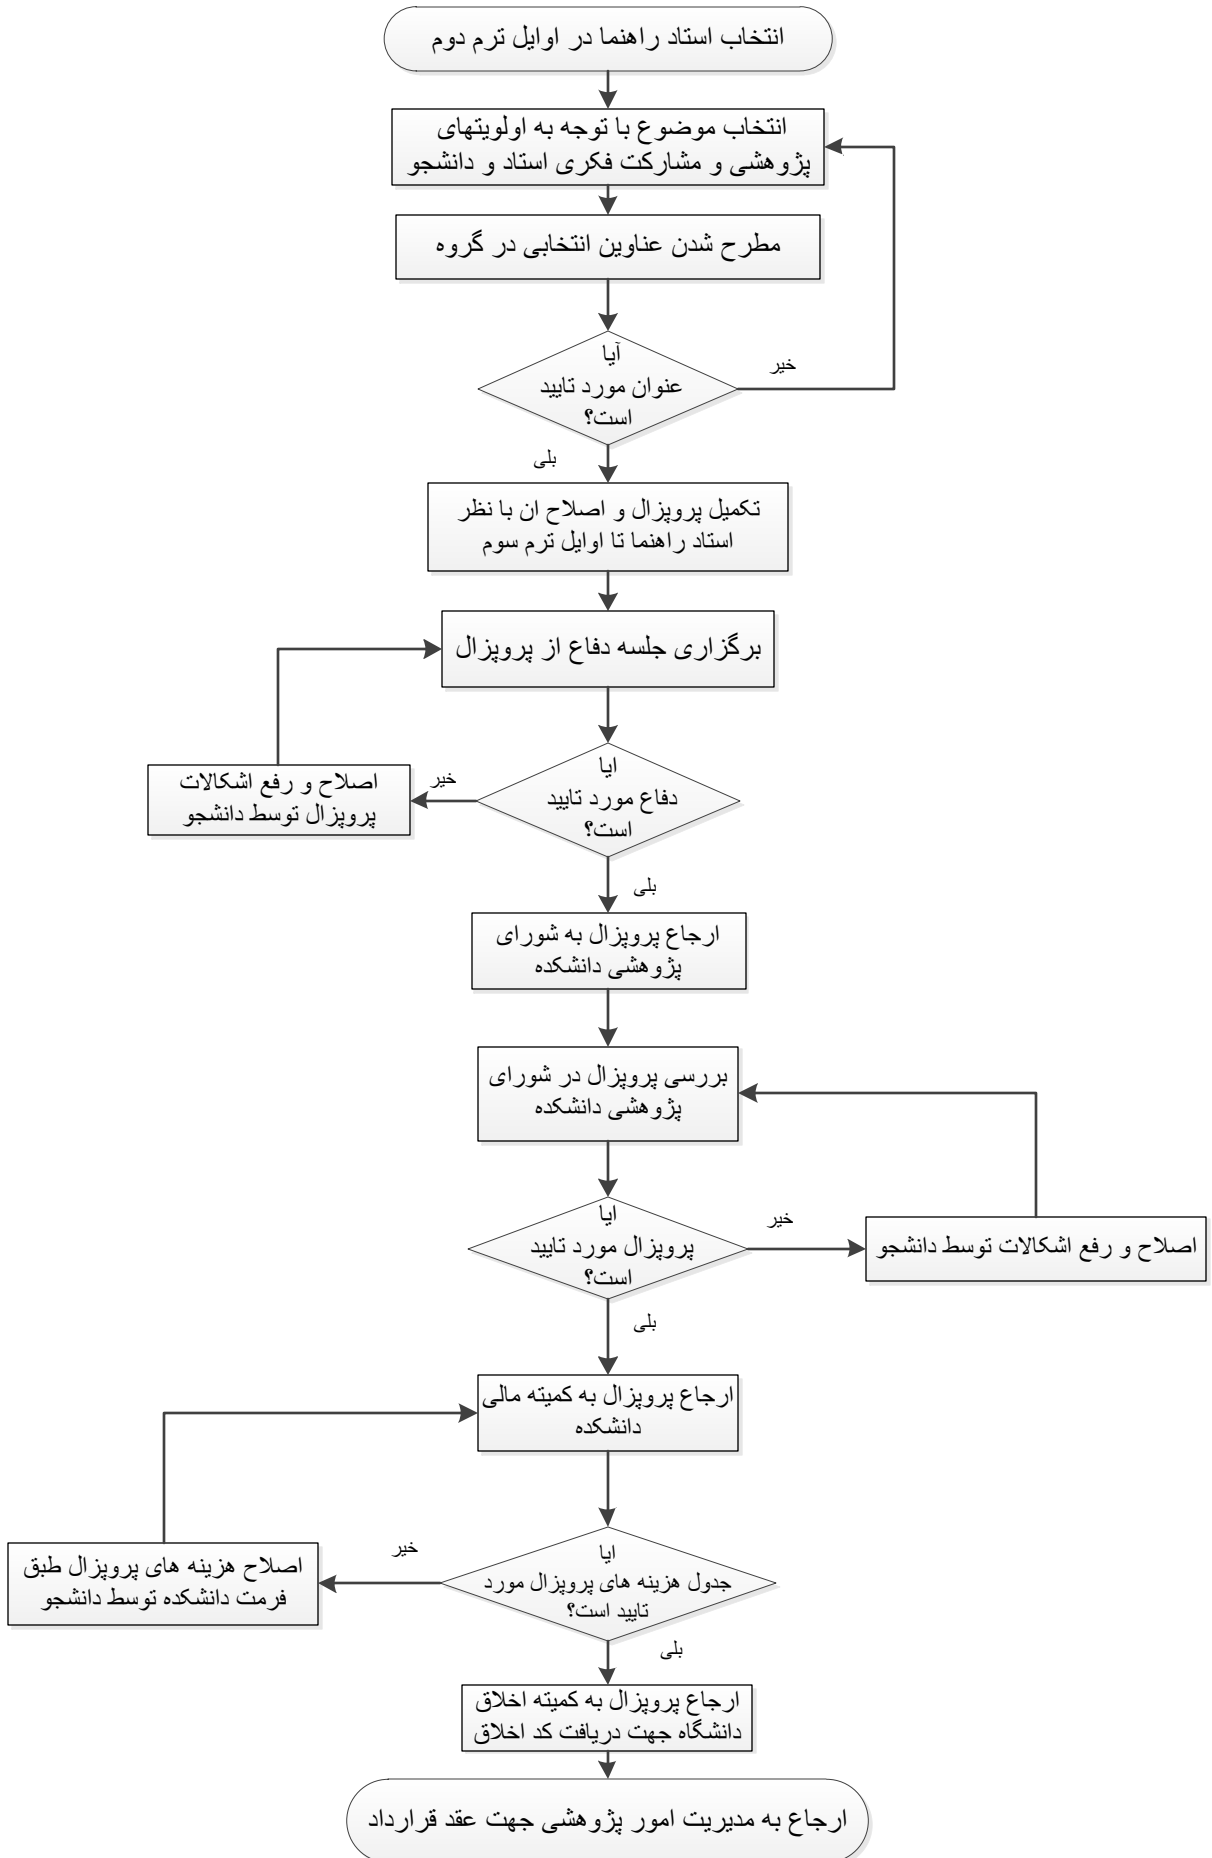 انتخاب استاد راهنما در اوایل ترم دوم
انتخاب موضوع با توجه به اولویتهای
پژوهشی و مشارکت فکری استاد و دانشجو
مطرح شدن عناوین انتخابی در گروه
آیا
عنوان مورد تایید
است؟
خیر
بلی
تکمیل پروپزال و اصلاح ان با نظر
استاد راهنما تا اوایل ترم سوم
برگزاری جلسه دفاع از پروپزال
ایا
دفاع مورد تایید
است؟
خیر
اصلاح و رفع اشکالات
پروپزال توسط دانشجو
بلی
ارجاع پروپزال به شورای
پژوهشی دانشکده
بررسی پروپزال در شورای
پژوهشی دانشکده
ایا
پروپزال مورد تایید
است؟
خیر
اصلاح و رفع اشکالات توسط دانشجو
بلی
ارجاع پروپزال به کمیته مالی
دانشکده
ایا
جدول هزینه های پروپزال مورد
تایید است؟
خیر
اصلاح هزینه های پروپزال طبق
فرمت دانشکده توسط دانشجو
بلی
ارجاع پروپزال به کمیته اخلاق
دانشگاه جهت دریافت کد اخلاق
ارجاع به مدیریت امور پژوهشی جهت عقد قرارداد